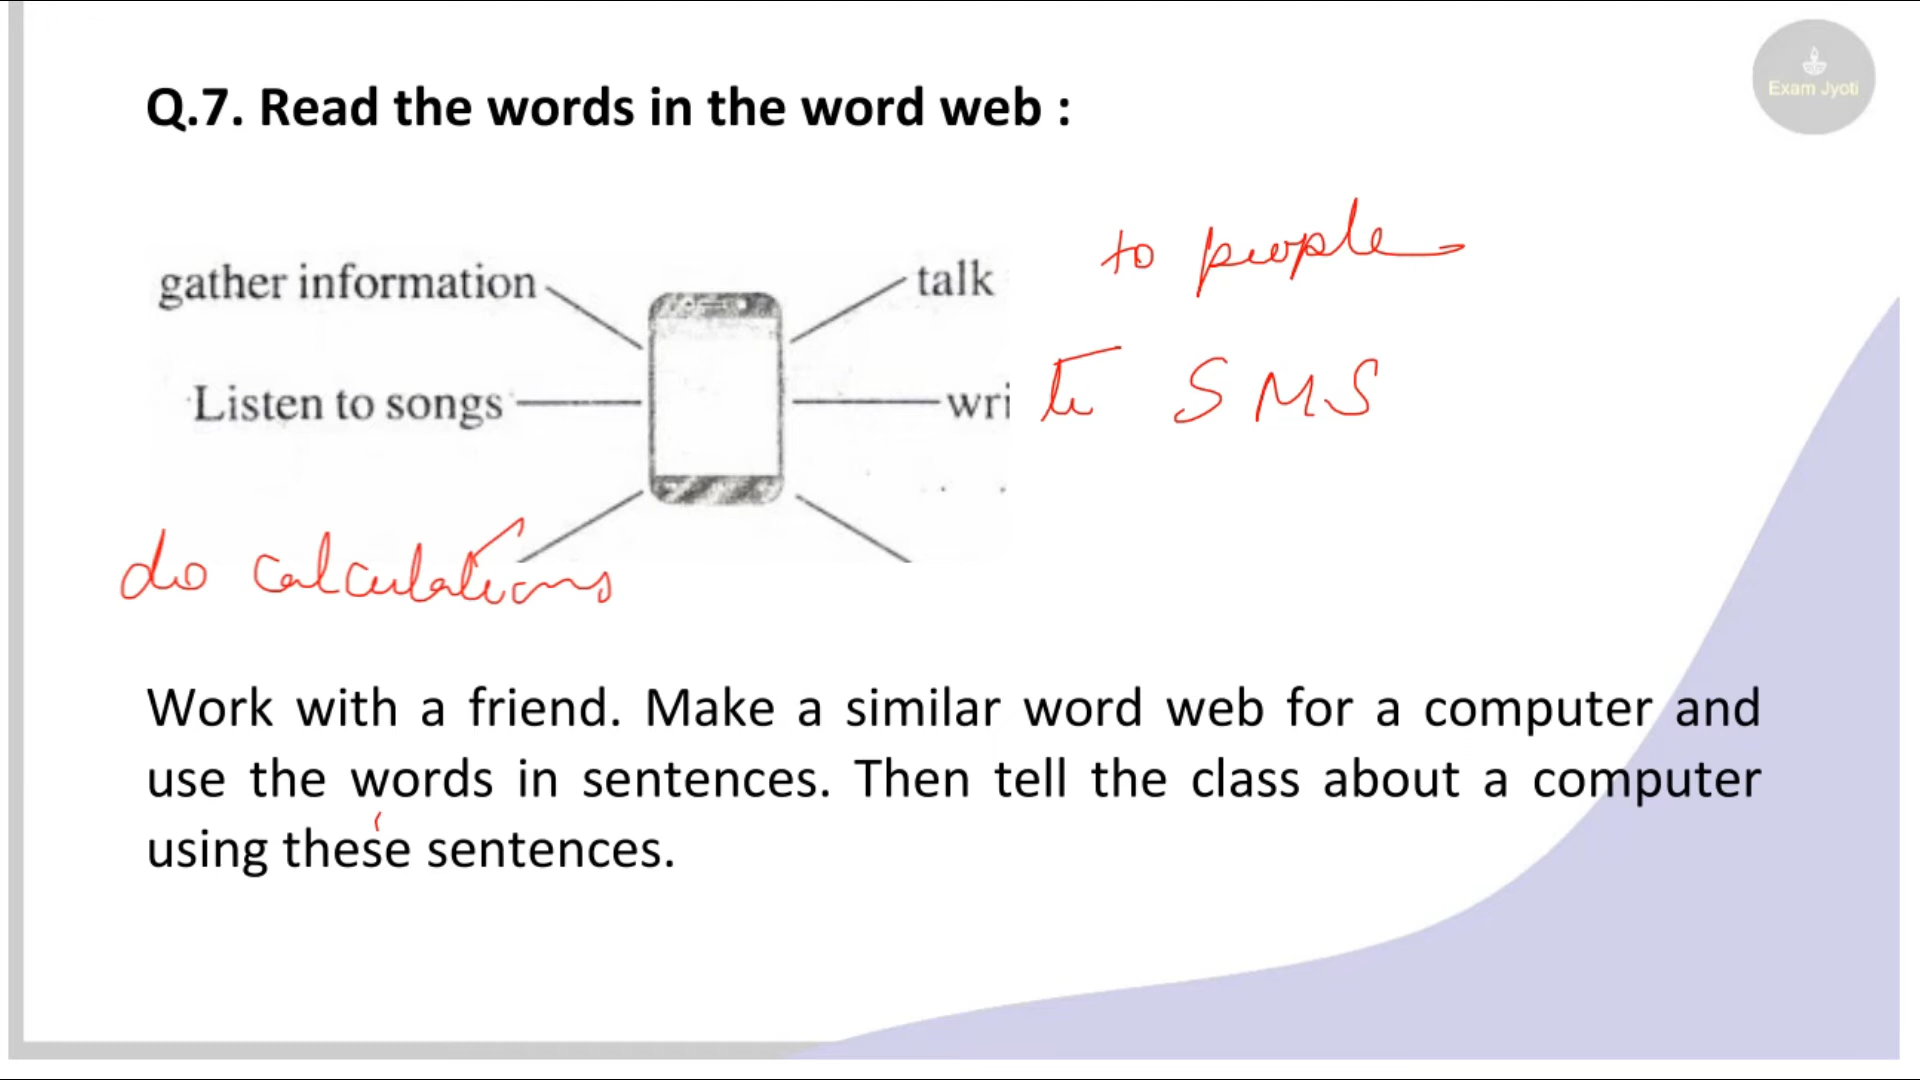 Exam Jyoti
Q.7. Read the words in the word web :
gather information
talk to people
Listen to songs
write SMS
do calculations
Work with a friend. Make a similar word web for a computer and
use the words in sentences. Then tell the class about a computer
using these sentences.